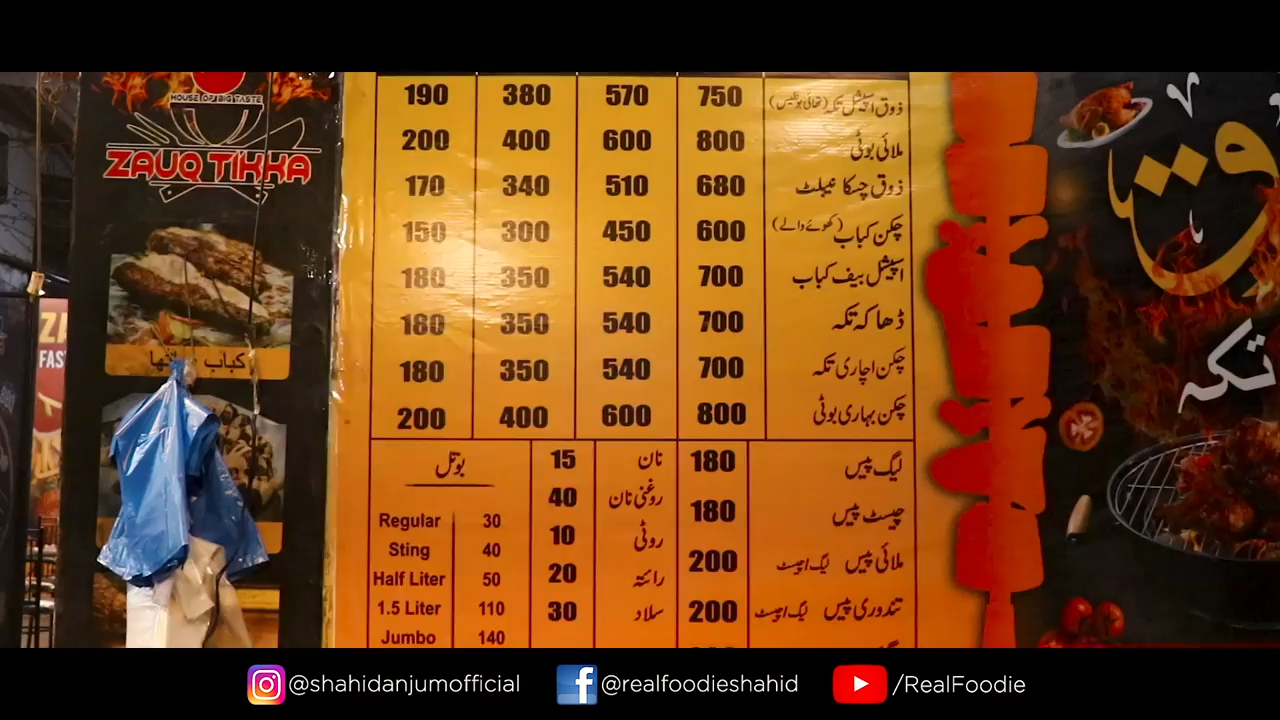 HOUSE OF BIG TASTE
ZAUQ TIKKA
کباب
FAS
ذوق اسپیشل تکہ 750 570 380 190
ملائی بوٹی 800 600 400 200
ذوق چسکا 680 510 340 170
چکن کباب (کھوئے والے) 600 450 300 150
اسپیشل بیف کباب 700 540 350 180
ڈھاکہ تکہ 700 540 350 180
چکن اچاری تکہ 700 540 350 180
چکن بہاری بوٹی 800 600 400 200
لیگ پیس 180
چیسٹ پیس 180
ملائی پیس لیگ/چیسٹ 200
تندوری پیس لیگ/چیسٹ 200
نان 15
روغنی نان 40
روٹی 10
رائتہ 20
سلاد 30
بوتل
Regular 30
Sting 40
Half Liter 50
1.5 Liter 110
Jumbo 140
تکہ
@shahidanjumofficial
@realfoodieshahid
/RealFoodie